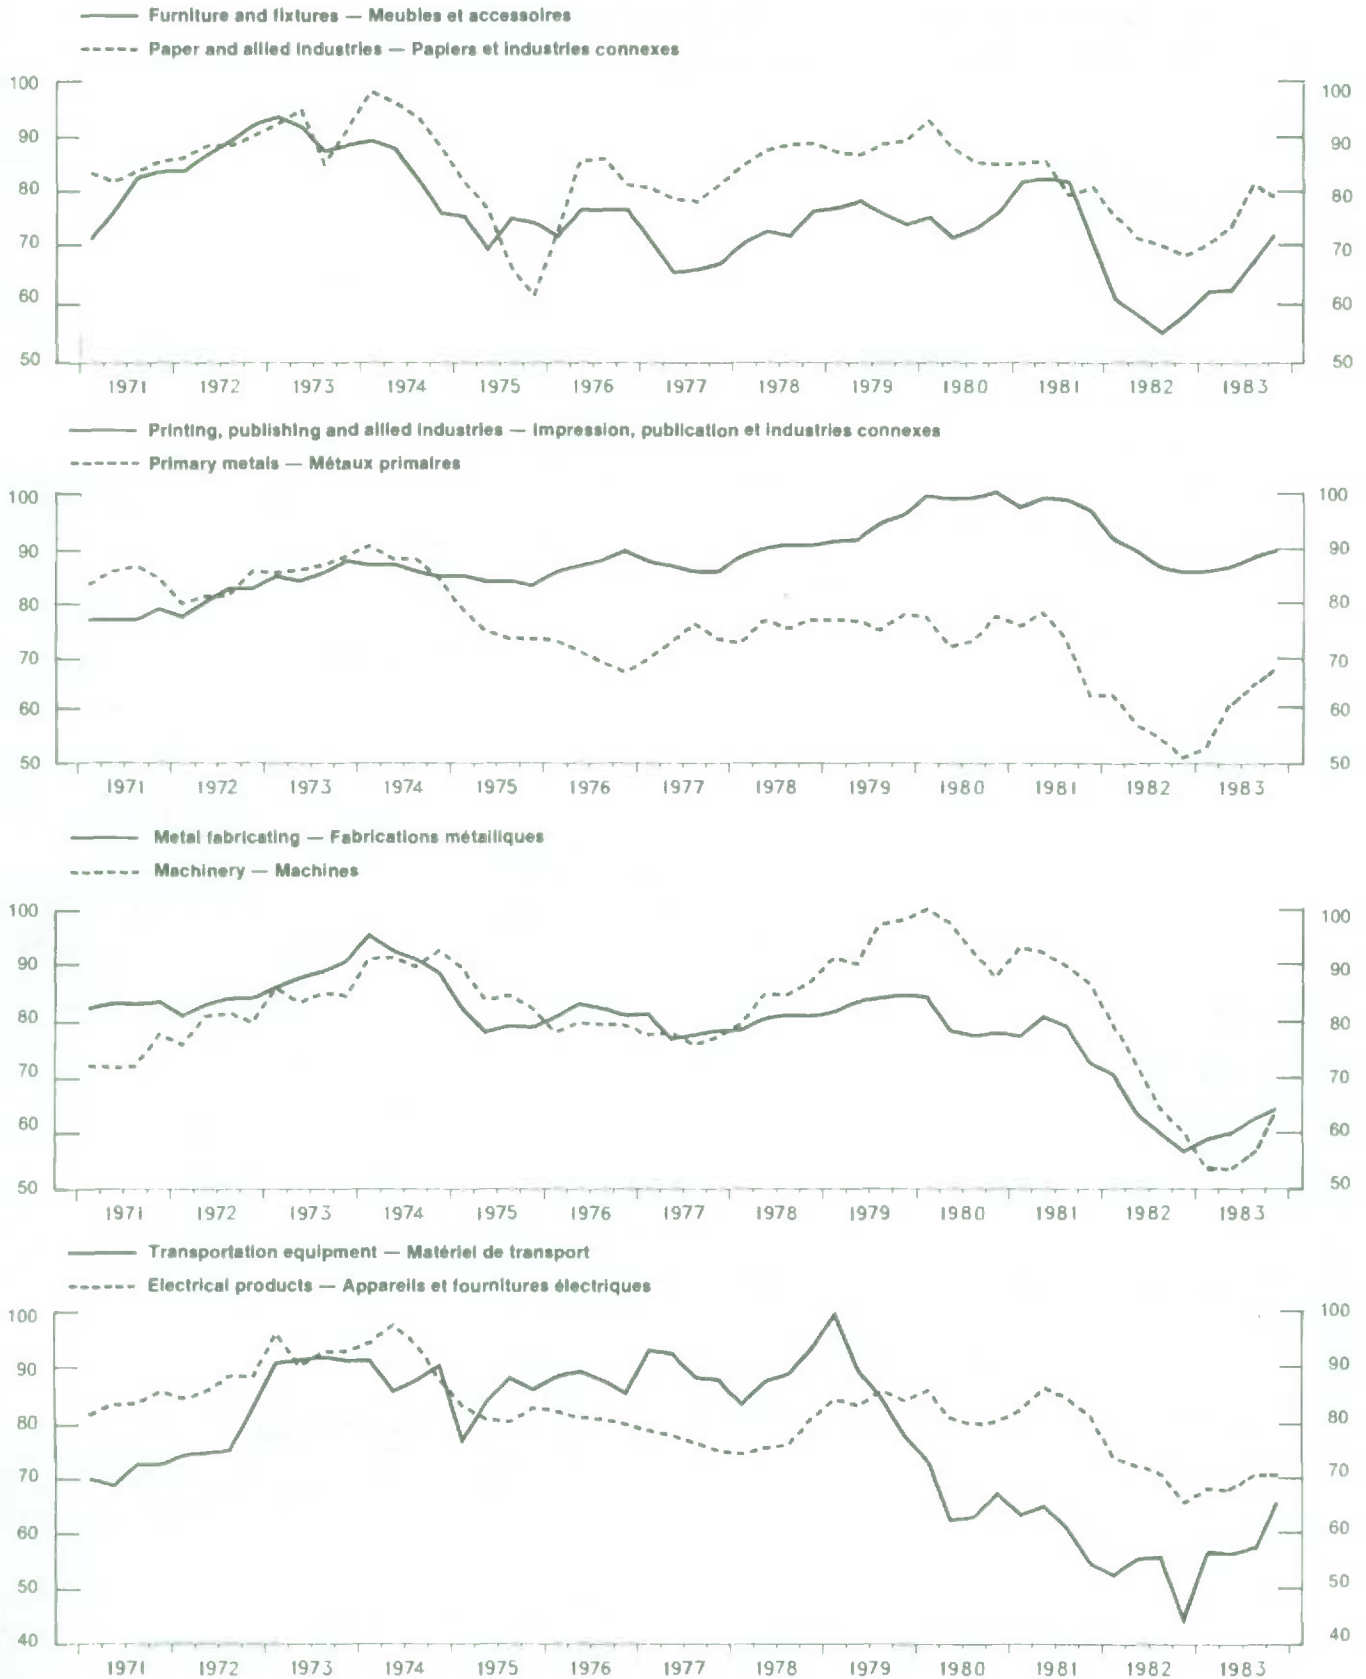 Furniture and fixtures — Meubles et accessoires
Paper and allied industries — Papiers et industries connexes
100 100
90 90
80 80
70 70
60 60
50 50
1971 1972 1973 1974 1975 1976 1977 1978 1979 1980 1981 1982 1983
Printing, publishing and allied industries — Impression, publication et industries connexes
Primary metals — Métaux primaires
100 100
90 90
80 80
70 70
60 60
50 50
1971 1972 1973 1974 1975 1976 1977 1978 1979 1980 1981 1982 1983
Metal fabricating — Fabrications métalliques
Machinery — Machines
100 100
90 90
80 80
70 70
60 60
50 50
1971 1972 1973 1974 1975 1976 1977 1978 1979 1980 1981 1982 1983
Transportation equipment — Matériel de transport
Electrical products — Appareils et fournitures électriques
100 100
90 90
80 80
70 70
60 60
50 50
40 40
1971 1972 1973 1974 1975 1976 1977 1978 1979 1980 1981 1982 1983